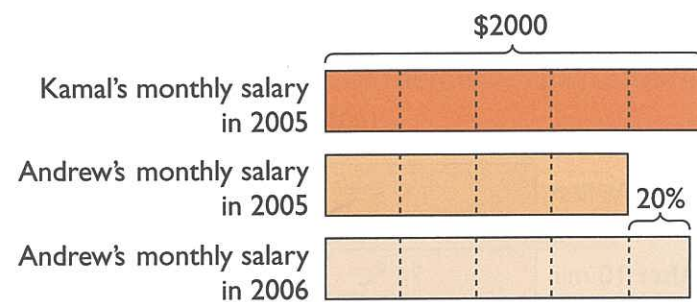 $2000
Kamal's monthly salary
in 2005
Andrew's monthly salary
in 2005
20%
Andrew's monthly salary
in 2006